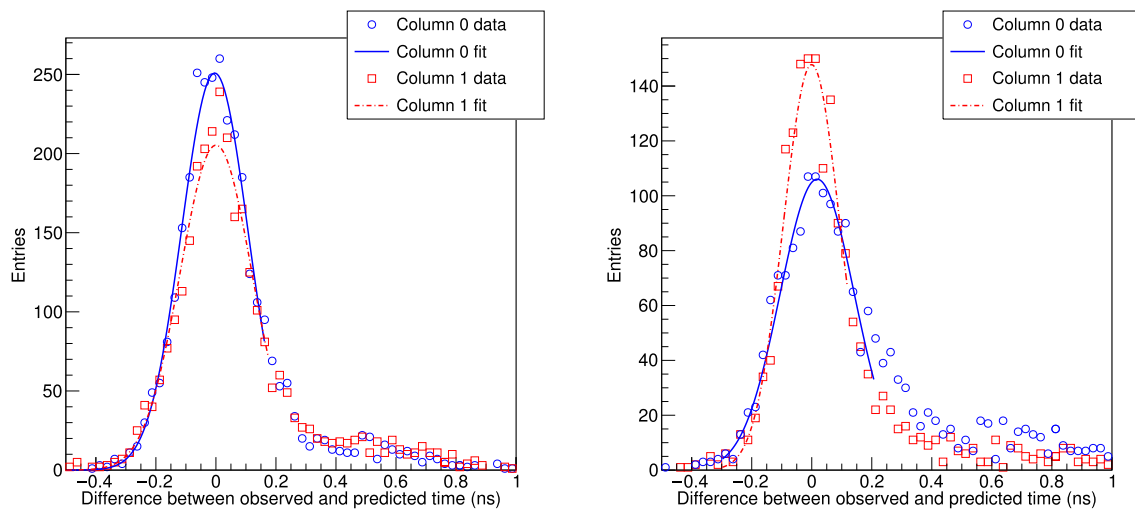 Column 0 data
Column 0 fit
Column 1 data
Column 1 fit
Entries
250
200
150
100
50
0
−0.4 −0.2 0 0.2 0.4 0.6 0.8 1
Difference between observed and predicted time (ns)
Column 0 data
Column 0 fit
Column 1 data
Column 1 fit
Entries
140
120
100
80
60
40
20
0
−0.4 −0.2 0 0.2 0.4 0.6 0.8 1
Difference between observed and predicted time (ns)